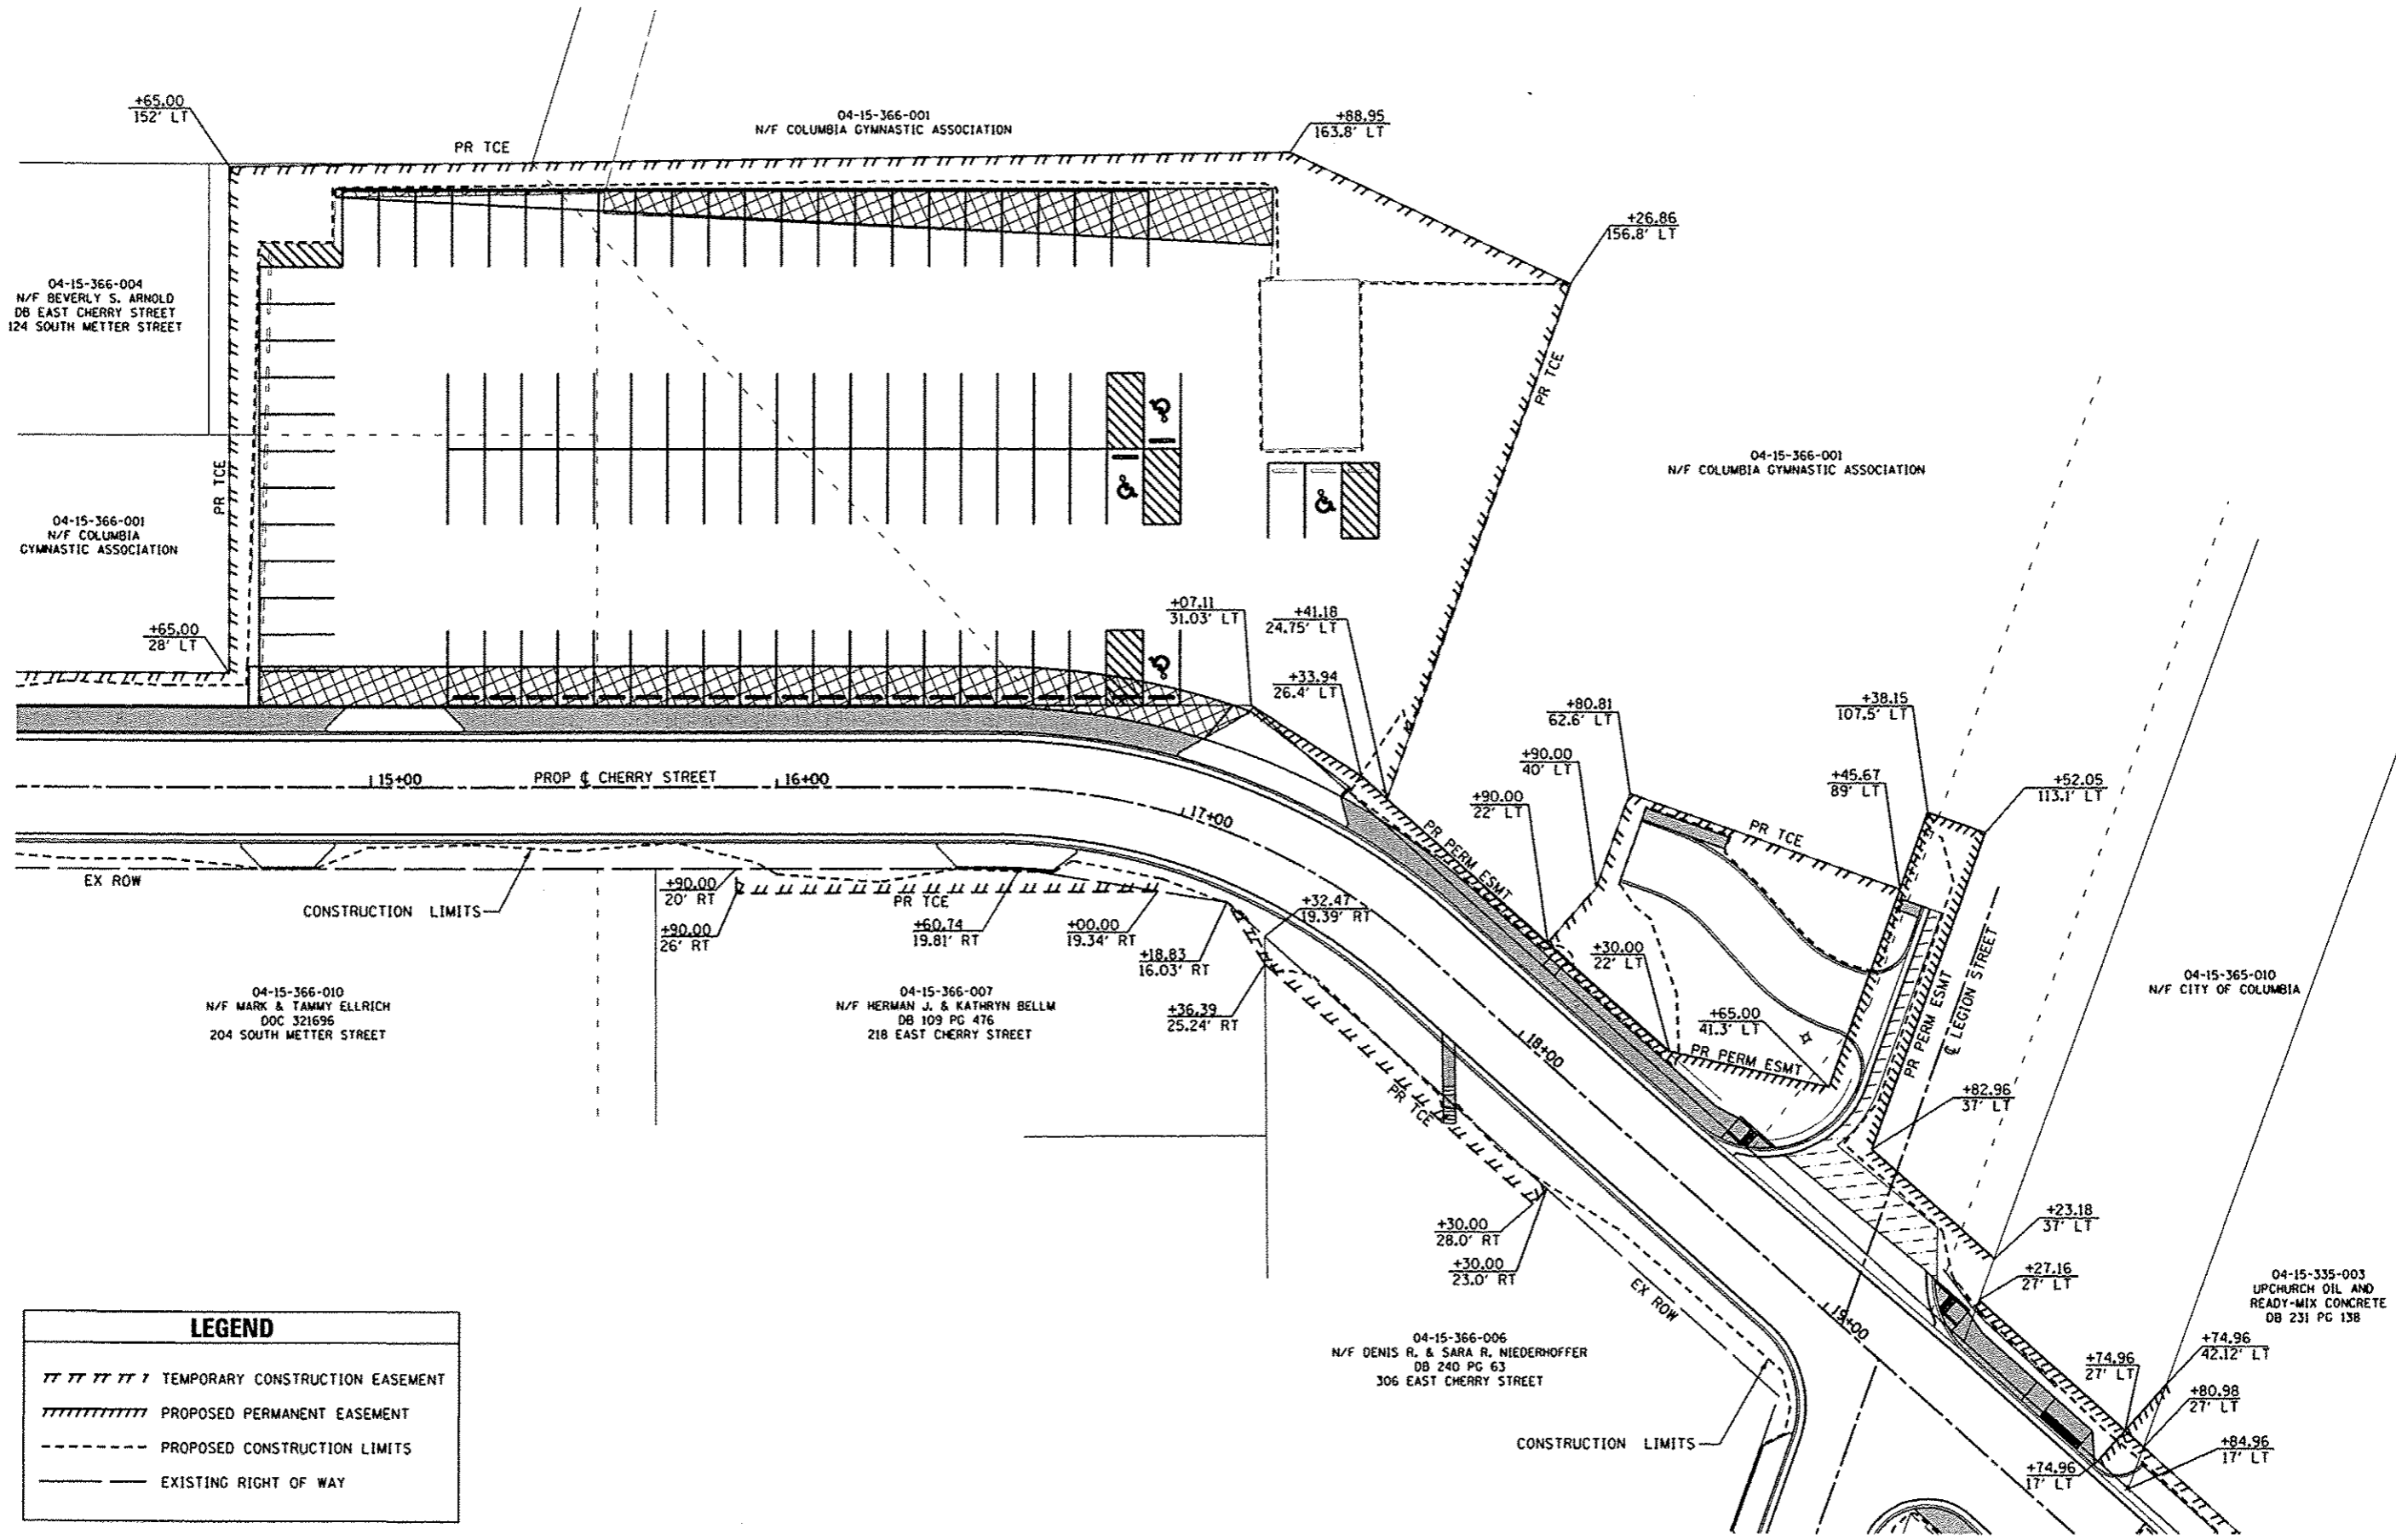 +65.00
152' LT
04-15-366-001
N/F COLUMBIA GYMNASTIC ASSOCIATION
+88.95
163.8' LT
PR TCE
+26.86
156.8' LT
04-15-366-004
N/F BEVERLY S. ARNOLD
DB EAST CHERRY STREET
124 SOUTH METTER STREET
PR TCE
PR TCE
04-15-366-001
N/F COLUMBIA GYMNASTIC ASSOCIATION
04-15-366-001
N/F COLUMBIA
GYMNASTIC ASSOCIATION
+65.00
28' LT
+07.11
31.03' LT
+41.18
24.75' LT
+33.94
26.4' LT
+80.81
62.6' LT
+38.15
107.5' LT
+90.00
40' LT
+45.67
89' LT
+52.05
113.1' LT
+90.00
22' LT
15+00
PROP ℄ CHERRY STREET
16+00
17+00
PR PERM ESMT
PR TCE
EX ROW
CONSTRUCTION LIMITS
+90.00
20' RT
+90.00
26' RT
PR TCE
+60.74
19.81' RT
+00.00
19.34' RT
+32.47
19.39' RT
+18.83
16.03' RT
+36.39
25.24' RT
+30.00
22' LT
+65.00
41.3' LT
PR PERM ESMT
PR PERM ESMT
℄ LEGION STREET
04-15-365-010
N/F CITY OF COLUMBIA
04-15-366-010
N/F MARK & TAMMY ELLRICH
DOC 321696
204 SOUTH METTER STREET
04-15-366-007
N/F HERMAN J. & KATHRYN BELLM
DB 109 PG 476
218 EAST CHERRY STREET
18+00
PR TCE
+82.96
37' LT
+30.00
28.0' RT
+30.00
23.0' RT
EX ROW
+23.18
37' LT
+27.16
27' LT
04-15-335-003
UPCHURCH OIL AND
READY-MIX CONCRETE
DB 231 PG 138
19+00
04-15-366-006
N/F DENIS R. & SARA R. NIEDERHOFFER
DB 240 PG 63
306 EAST CHERRY STREET
+74.96
42.12' LT
+74.96
27' LT
+80.98
27' LT
+84.96
17' LT
+74.96
17' LT
CONSTRUCTION LIMITS
LEGEND
TEMPORARY CONSTRUCTION EASEMENT
PROPOSED PERMANENT EASEMENT
PROPOSED CONSTRUCTION LIMITS
EXISTING RIGHT OF WAY